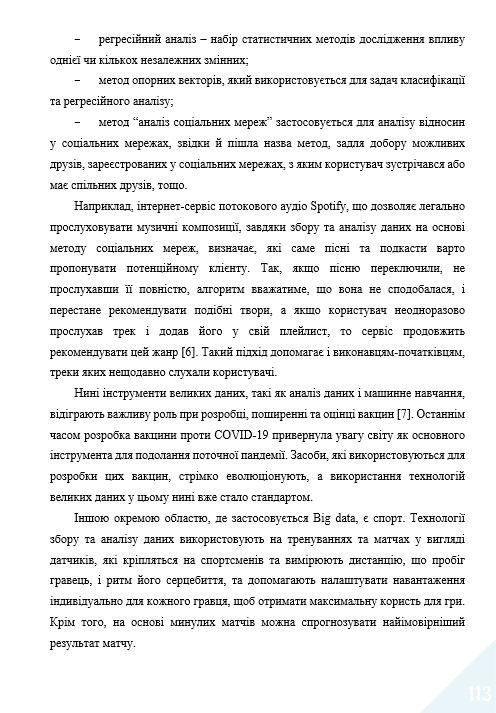 – регресійний аналіз – набір статистичних методів дослідження впливу
однієї чи кількох незалежних змінних;
– метод опорних векторів, який використовується для задач класифікації
та регресійного аналізу;
– метод “аналіз соціальних мереж” застосовується для аналізу відносин
у соціальних мережах, звідки й пішла назва метод, задля добору можливих
друзів, зареєстрованих у соціальних мережах, з яким користувач зустрічався або
має спільних друзів, тощо.
Наприклад, інтернет-сервіс потокового аудіо Spotify, що дозволяє легально
прослуховувати музичні композиції, завдяки збору та аналізу даних на основі
методу соціальних мереж, визначає, які саме пісні та подкасти варто
пропонувати потенційному клієнту. Так, якщо пісню переключили, не
прослухавши її повністю, алгоритм вважатиме, що вона не сподобалася, і
перестане рекомендувати подібні твори, а якщо користувач неодноразово
прослухав трек і додав його у свій плейлист, то сервіс продовжить
рекомендувати цей жанр [6]. Такий підхід допомагає і виконавцям-початківцям,
треки яких нещодавно слухали користувачі.
Нині інструменти великих даних, такі як аналіз даних і машинне навчання,
відіграють важливу роль при розробці, поширенні та оцінці вакцин [7]. Останнім
часом розробка вакцини проти COVID-19 привернула увагу світу як основного
інструмента для подолання поточної пандемії. Засоби, які використовуються для
розробки цих вакцин, стрімко еволюціонують, а використання технологій
великих даних у цьому нині вже стало стандартом.
Іншою окремою областю, де застосовується Big data, є спорт. Технології
збору та аналізу даних використовують на тренуваннях та матчах у вигляді
датчиків, які кріпляться на спортсменів та вимірюють дистанцію, що пробіг
гравець, і ритм його серцебиття, та допомагають налаштувати навантаження
індивідуально для кожного гравця, щоб отримати максимальну користь для гри.
Крім того, на основі минулих матчів можна спрогнозувати наймовірніший
результат матчу.
113